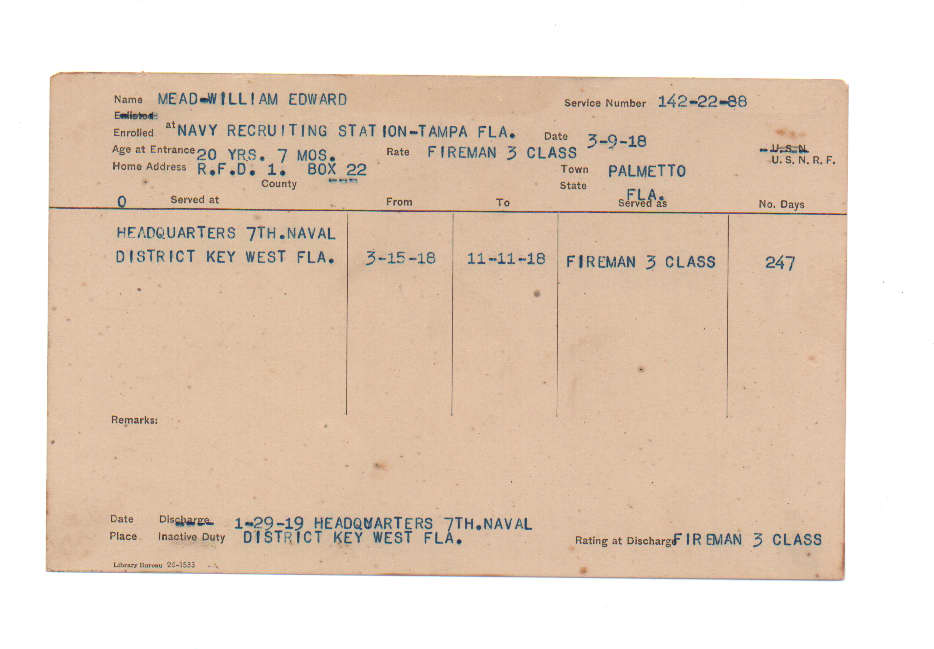 Name MEAD-WILLIAM EDWARD Service Number 142-22-88
Enlisted
Enrolled at NAVY RECRUITING STATION-TAMPA FLA. Date 3-9-18
U.S.N.
Age at Entrance 20 YRS. 7 MOS. Rate FIREMAN 3 CLASS U. S. N. R. F.
Home Address R.F.D. 1. BOX 22 Town PALMETTO
County State FLA.
O Served at From To Served as No. Days
HEADQUARTERS 7TH.NAVAL
DISTRICT KEY WEST FLA. 3-15-18 11-11-18 FIREMAN 3 CLASS 247
Remarks:
Date Discharge 1-29-19 HEADQUARTERS 7TH.NAVAL
Place Inactive Duty DISTRICT KEY WEST FLA. Rating at Discharg FIREMAN 3 CLASS
Library Bureau 20-1533